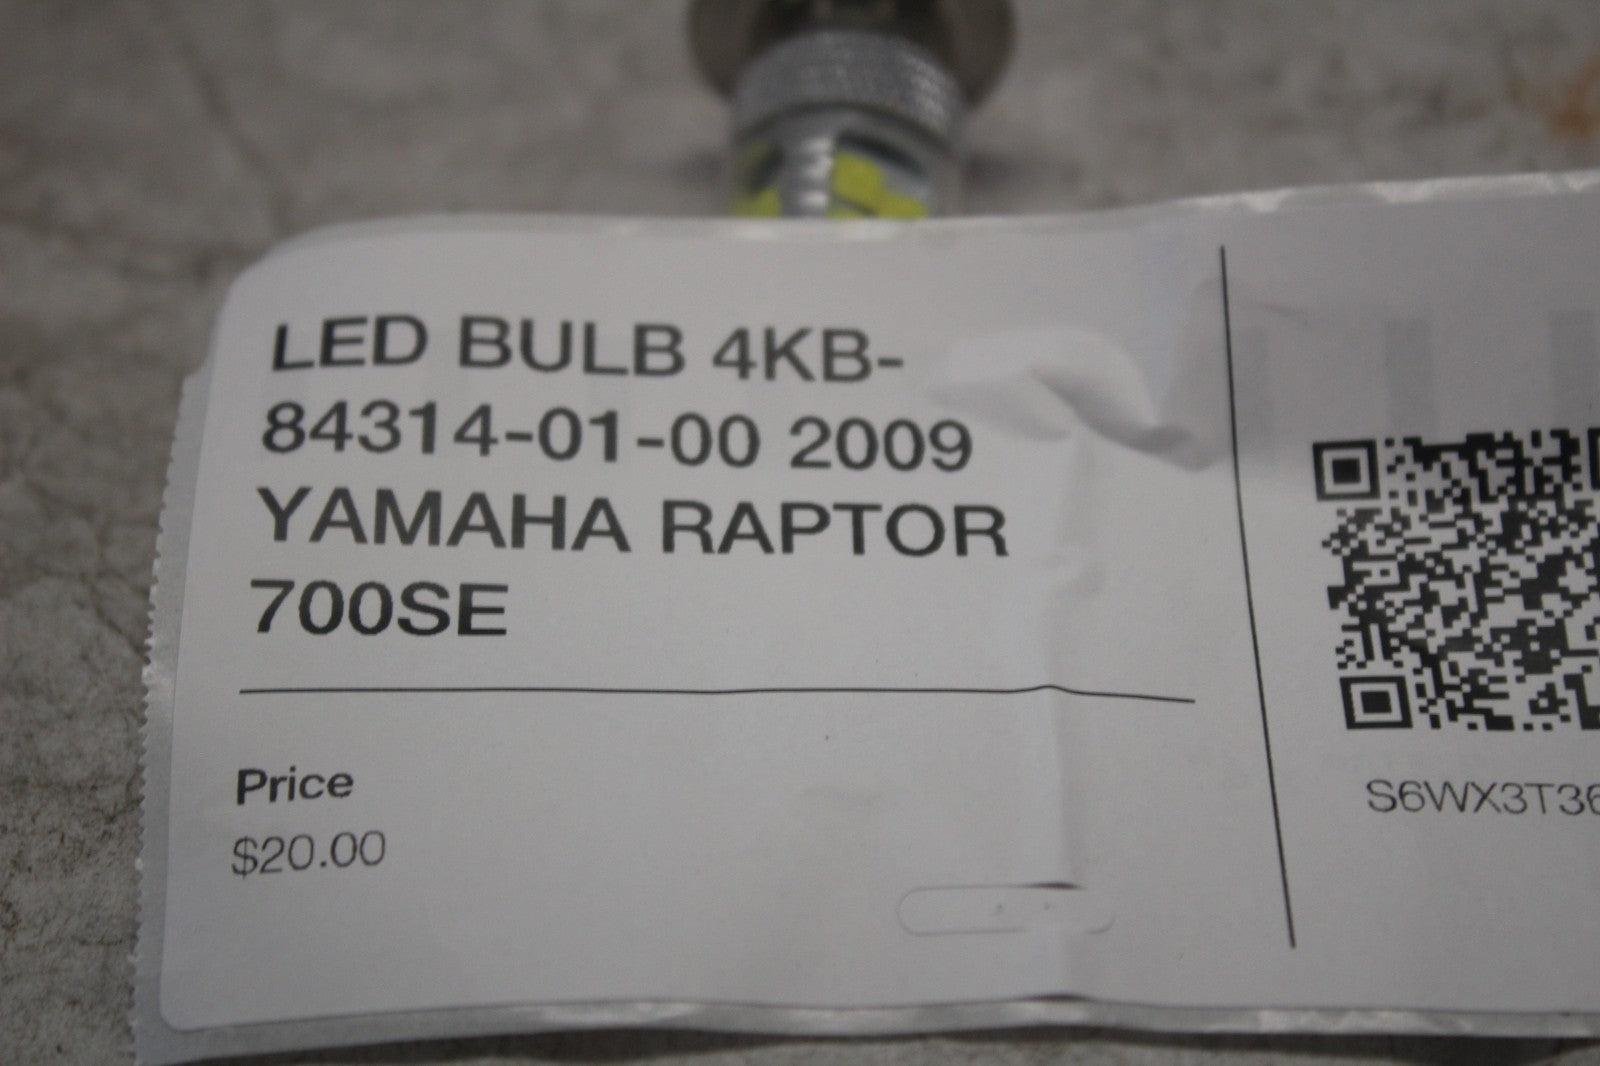 LED BULB 4KB-
84314-01-00 2009
YAMAHA RAPTOR
700SE
Price
$20.00
S6WX3T36